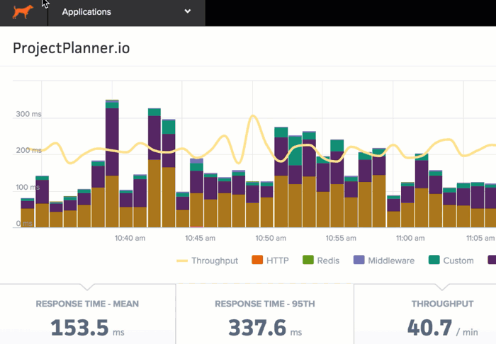 Applications
ProjectPlanner.io
300 ms
200 ms
100 ms
10:40 am 10:45 am 10:50 am 10:55 am 11:00 am 11:05 am
Throughput HTTP Redis Middleware Custom
RESPONSE TIME - MEAN
153.5 ms
RESPONSE TIME - 95TH
337.6 ms
THROUGHPUT
40.7 / min